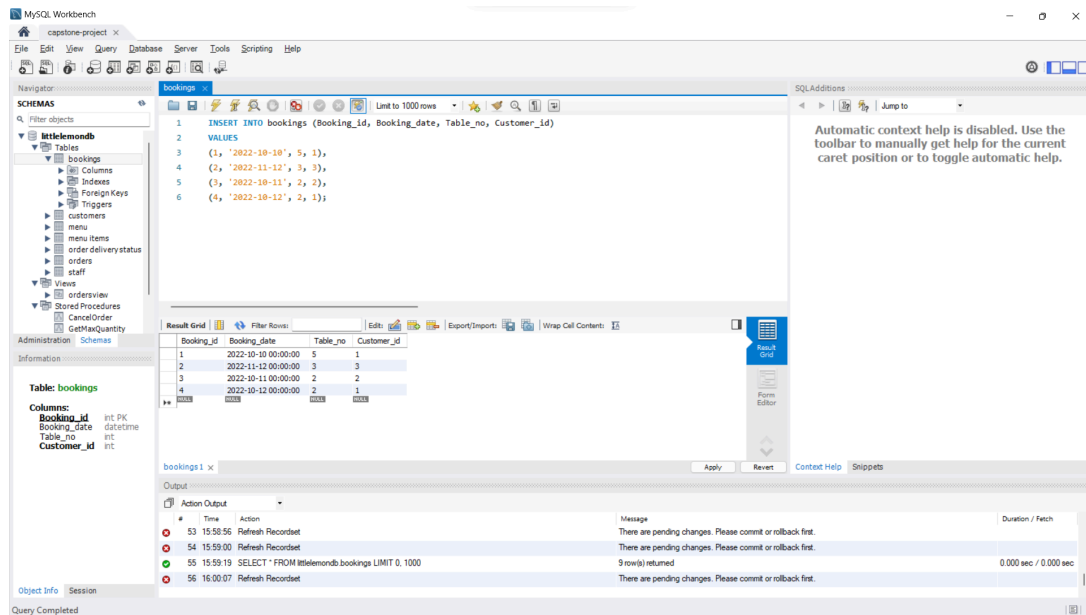 MySQL Workbench
capstone-project
File Edit View Query Database Server Tools Scripting Help
Navigator
SCHEMAS
Filter objects
littlelemondb
Tables
bookings
Columns
Indexes
Foreign Keys
Triggers
customers
menu
menu items
order delivery status
orders
staff
Views
ordersview
Stored Procedures
CancelOrder
GetMaxQuantity
Administration Schemas
Information
Table: bookings
Columns:
Booking_id int PK
Booking_date datetime
Table_no int
Customer_id int
Object Info Session
Query Completed
bookings
Limit to 1000 rows
1 INSERT INTO bookings (Booking_id, Booking_date, Table_no, Customer_id)
2 VALUES
3 (1, '2022-10-10', 5, 1),
4 (2, '2022-11-12', 3, 3),
5 (3, '2022-10-11', 2, 2),
6 (4, '2022-10-12', 2, 1);
Result Grid Filter Rows: Edit: Export/Import: Wrap Cell Content:
Booking_id Booking_date Table_no Customer_id
1 2022-10-10 00:00:00 5 1
2 2022-11-12 00:00:00 3 3
3 2022-10-11 00:00:00 2 2
4 2022-10-12 00:00:00 2 1
NULL NULL NULL NULL
Result
Grid
Form
Editor
bookings 1 Apply Revert
SQLAdditions
Jump to
Automatic context help is disabled. Use the
toolbar to manually get help for the current
caret position or to toggle automatic help.
Context Help Snippets
Output
Action Output
# Time Action Message Duration / Fetch
53 15:58:56 Refresh Recordset There are pending changes. Please commit or rollback first.
54 15:59:00 Refresh Recordset There are pending changes. Please commit or rollback first.
55 15:59:19 SELECT * FROM littlelemondb.bookings LIMIT 0, 1000 9 row(s) returned 0.000 sec / 0.000 sec
56 16:00:07 Refresh Recordset There are pending changes. Please commit or rollback first.